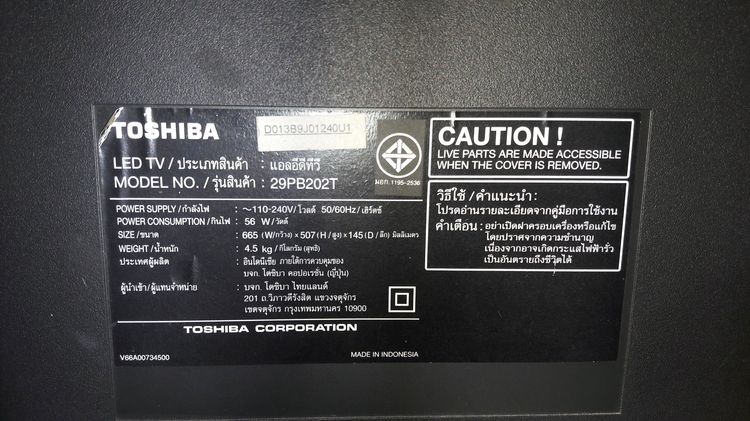 TOSHIBA
D013B9J01240U1
LED TV / ประเภทสินค้า : แอลอีดีทีวี
MODEL NO. / รุ่นสินค้า : 29PB202T
มอก. 1195-2536
POWER SUPPLY / กำลังไฟ : ~110-240V / โวลต์ 50/60Hz / เฮิรตซ์
POWER CONSUMPTION / กินไฟ : 56 W / วัตต์
SIZE / ขนาด : 665 (W/กว้าง) x 507 (H / สูง) x 145 (D / ลึก) มิลลิเมตร
WEIGHT / น้ำหนัก : 4.5 kg / กิโลกรัม (สุทธิ)
ประเทศผู้ผลิต : อินโดนีเซีย ภายใต้การควบคุมของ
บจก. โตชิบา คอปอเรชั่น (ญี่ปุ่น)
ผู้นำเข้า / ผู้แทนจำหน่าย : บจก. โตชิบา ไทยแลนด์
201 ถ.วิภาวดีรังสิต แขวงจตุจักร
เขตจตุจักร กรุงเทพมหานคร 10900
TOSHIBA CORPORATION
V66A00734500
MADE IN INDONESIA
CAUTION !
LIVE PARTS ARE MADE ACCESSIBLE
WHEN THE COVER IS REMOVED.
วิธีใช้ / คำแนะนำ :
โปรดอ่านรายละเอียดจากคู่มือการใช้งาน
คำเตือน : อย่าเปิดฝาครอบเครื่องหรือแก้ไข
โดยปราศจากความชำนาญ
เนื่องจากอาจเกิดกระแสไฟฟ้ารั่ว
เป็นอันตรายถึงชีวิตได้